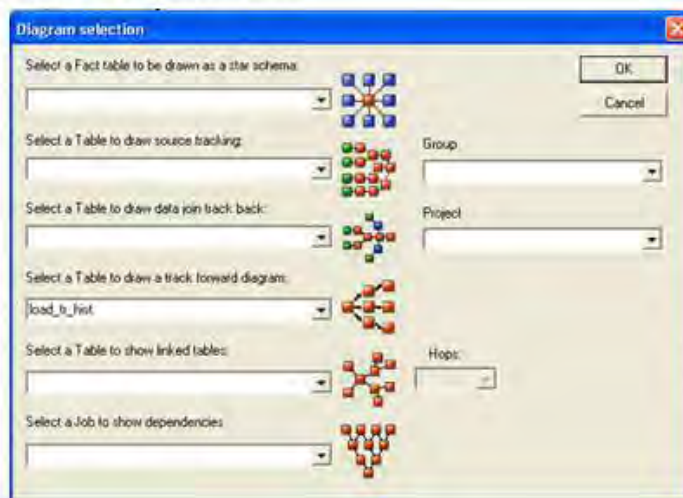 Diagram selection
Select a Fact table to be drawn as a star schema:
OK
Cancel
Select a Table to draw source tracking:
Group
Select a Table to draw data join track back:
Project
Select a Table to draw a track forward diagram:
load_tr_hist
Select a Table to show linked tables:
Hops:
Select a Job to show dependencies